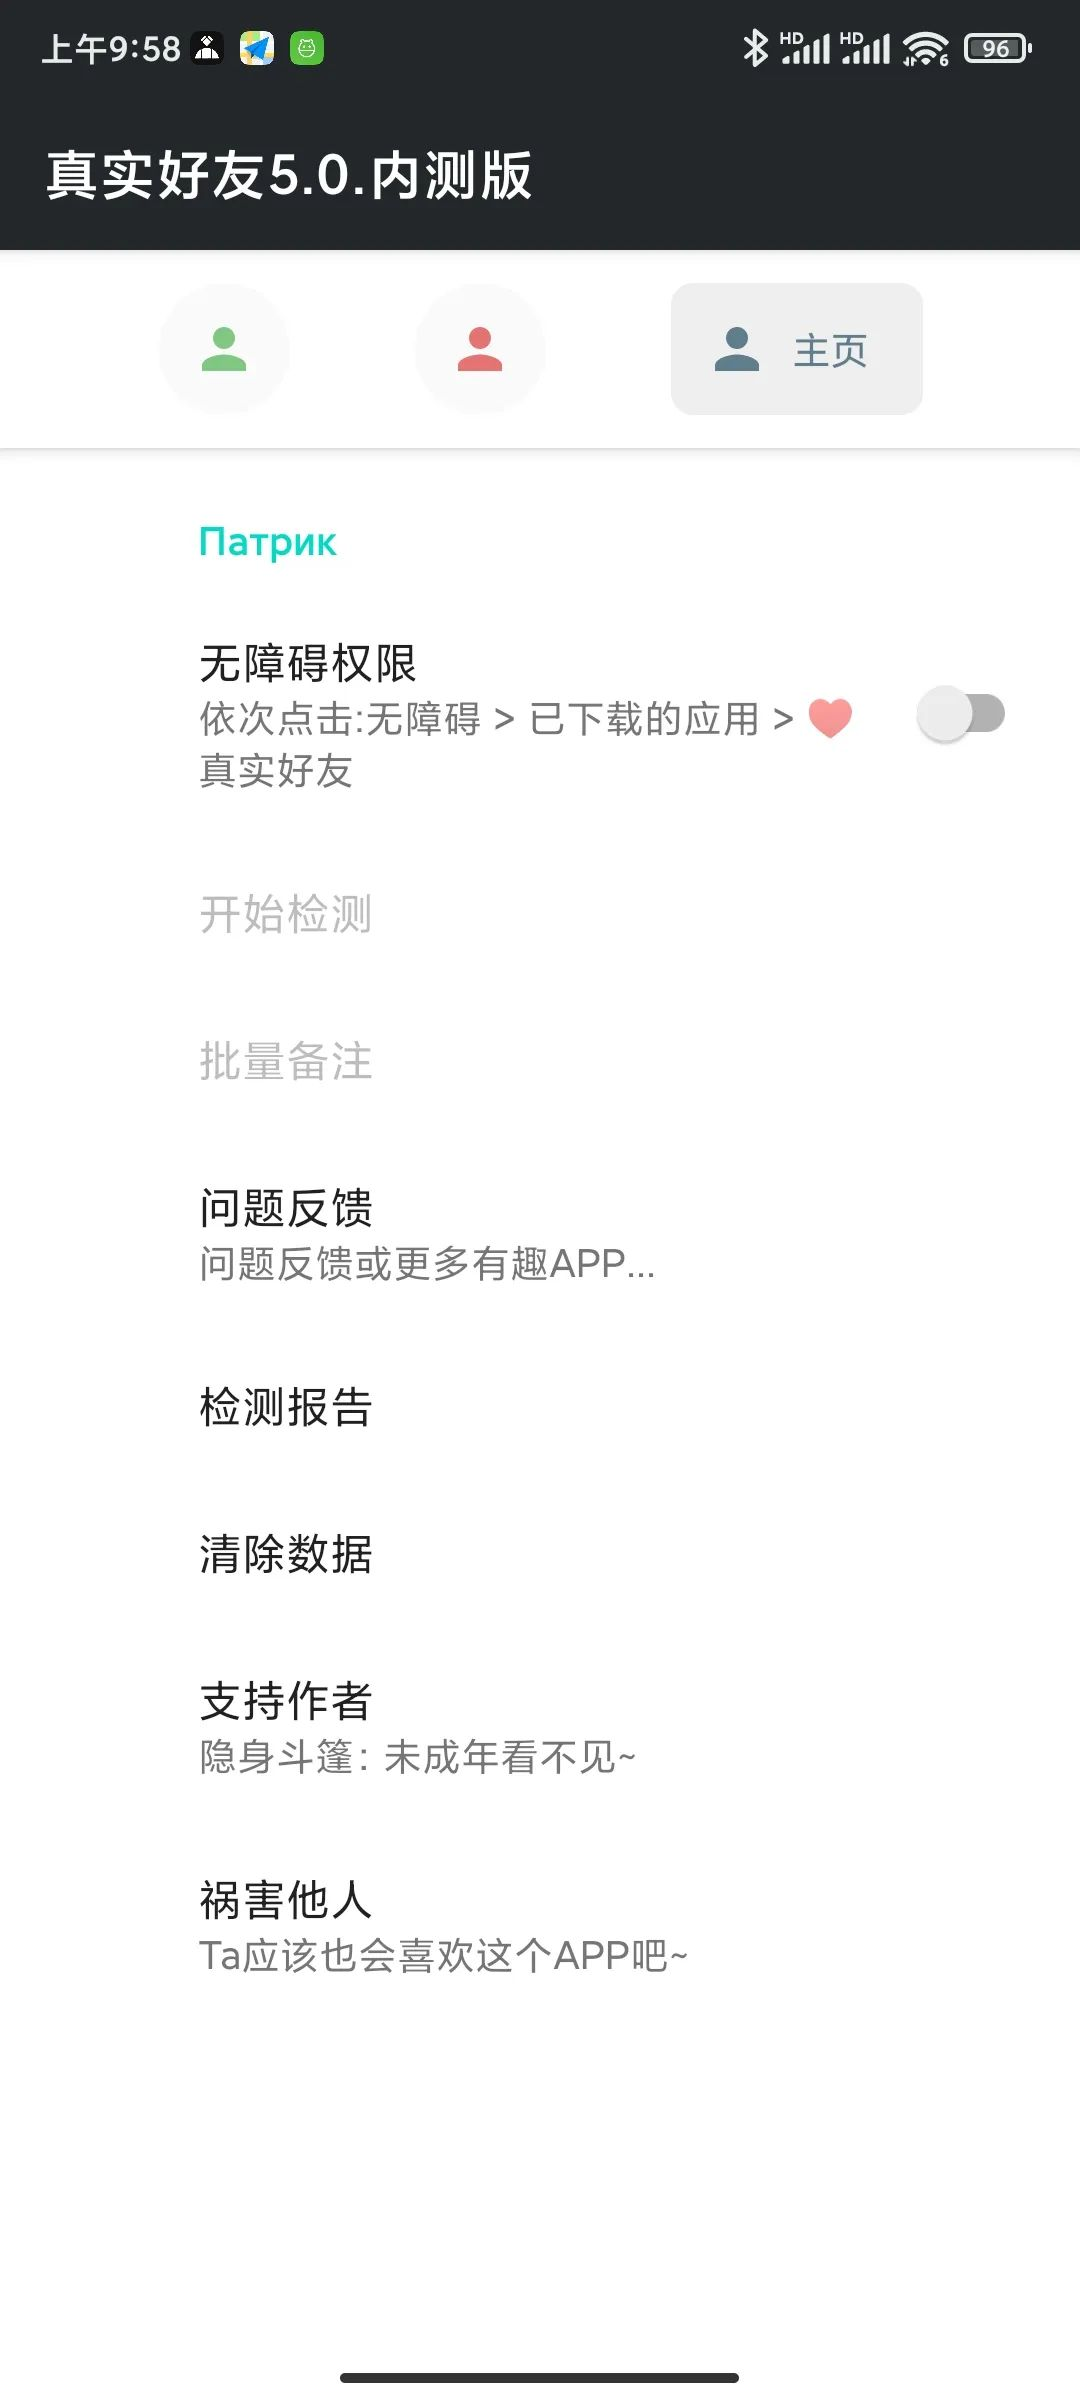 上午9:58
HD HD 6 96
真实好友5.0.内测版
主页
Патрик
无障碍权限
依次点击:无障碍 > 已下载的应用 >
真实好友
开始检测
批量备注
问题反馈
问题反馈或更多有趣APP...
检测报告
清除数据
支持作者
隐身斗篷: 未成年看不见~
祸害他人
Ta应该也会喜欢这个APP吧~